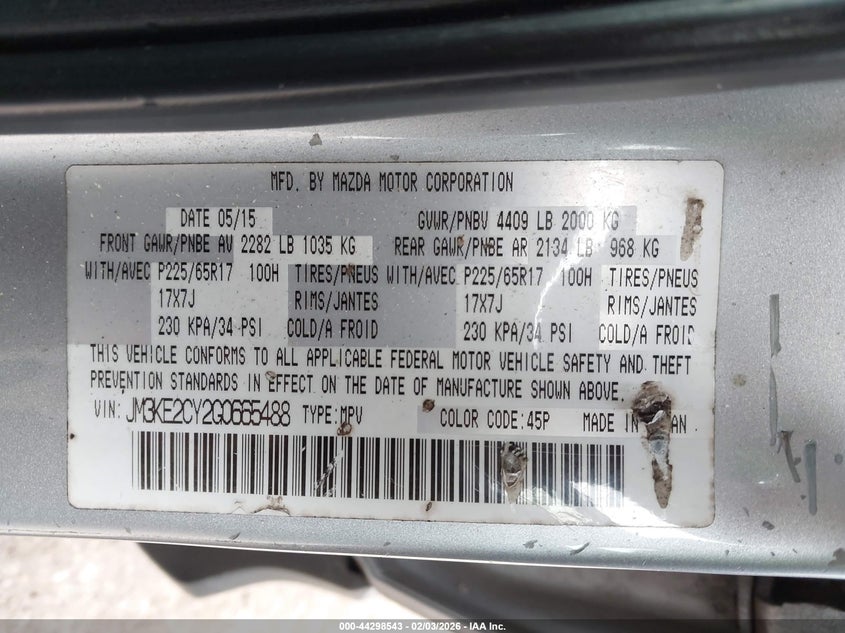 MFD. BY MAZDA MOTOR CORPORATION
DATE 05/15 GVWR/PNBV 4409 LB 2000 KG
FRONT GAWR/PNBE AV 2282 LB 1035 KG REAR GAWR/PNBE AR 2134 LB 968 KG
WITH/AVEC P225/65R17 100H TIRES/PNEUS WITH/AVEC P225/65R17 100H TIRES/PNEUS
17X7J RIMS/JANTES 17X7J RIMS/JANTES
230 KPA/34 PSI COLD/A FROID 230 KPA/34 PSI COLD/A FROID
THIS VEHICLE CONFORMS TO ALL APPLICABLE FEDERAL MOTOR VEHICLE SAFETY AND THEFT
PREVENTION STANDARDS IN EFFECT ON THE DATE OF MANUFACTURE SHOWN ABOVE.
VIN: JM3KE2CY2G0665488 TYPE:MPV COLOR CODE:45P MADE IN
000-44298543 - 02/03/2026 - IAA Inc.